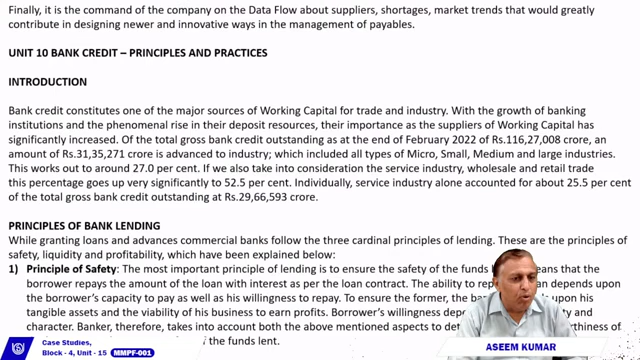 Finally, it is the command of the company on the Data Flow about suppliers, shortages, market trends that would greatly
contribute in designing newer and innovative ways in the management of payables.
UNIT 10 BANK CREDIT – PRINCIPLES AND PRACTICES
INTRODUCTION
Bank credit constitutes one of the major sources of Working Capital for trade and industry. With the growth of banking
institutions and the phenomenal rise in their deposit resources, their importance as the suppliers of Working Capital has
significantly increased. Of the total gross bank credit outstanding as at the end of February 2022 of Rs.116,27,008 crore, an
amount of Rs.31,35,271 crore is advanced to industry; which included all types of Micro, Small, Medium and large industries.
This works out to around 27.0 per cent. If we also take into consideration the service industry, wholesale and retail trade
this percentage goes up very significantly to 52.5 per cent. Individually, service industry alone accounted for about 25.5 per cent
of the total gross bank credit outstanding at Rs.29,66,593 crore.
PRINCIPLES OF BANK LENDING
While granting loans and advances commercial banks follow the three cardinal principles of lending. These are the principles of
safety, liquidity and profitability, which have been explained below:
1) Principle of Safety: The most important principle of lending is to ensure the safety of the funds eans that the
borrower repays the amount of the loan with interest as per the loan contract. The ability to rep n depends upon
the borrower's capacity to pay as well as his willingness to repay. To ensure the former, the ba upon his
tangible assets and the viability of his business to earn profits. Borrower's willingness depe y and
character. Banker, therefore, takes into account both the above mentioned aspects to det rthiness of
f the funds lent.
Case Studies,
Block - 4, Unit - 15 MMPF-001
ASEEM KUMAR